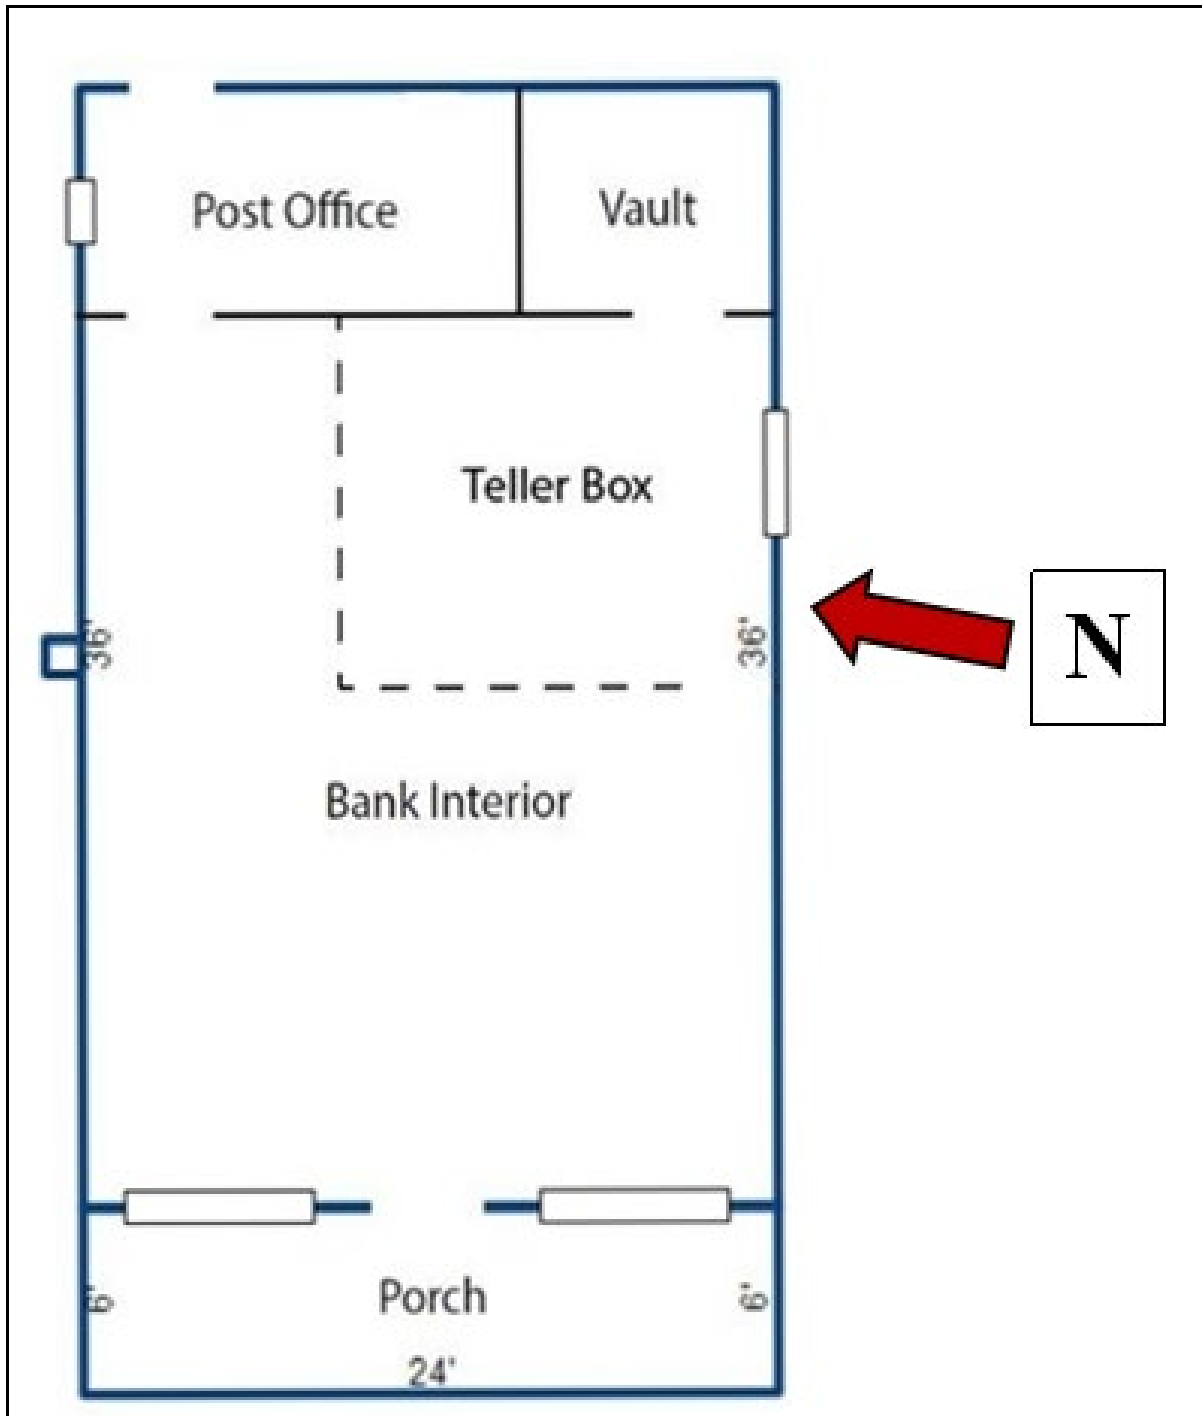 Post Office
Vault
Teller Box
36'
36'
N
Bank Interior
6'
Porch
6'
24'